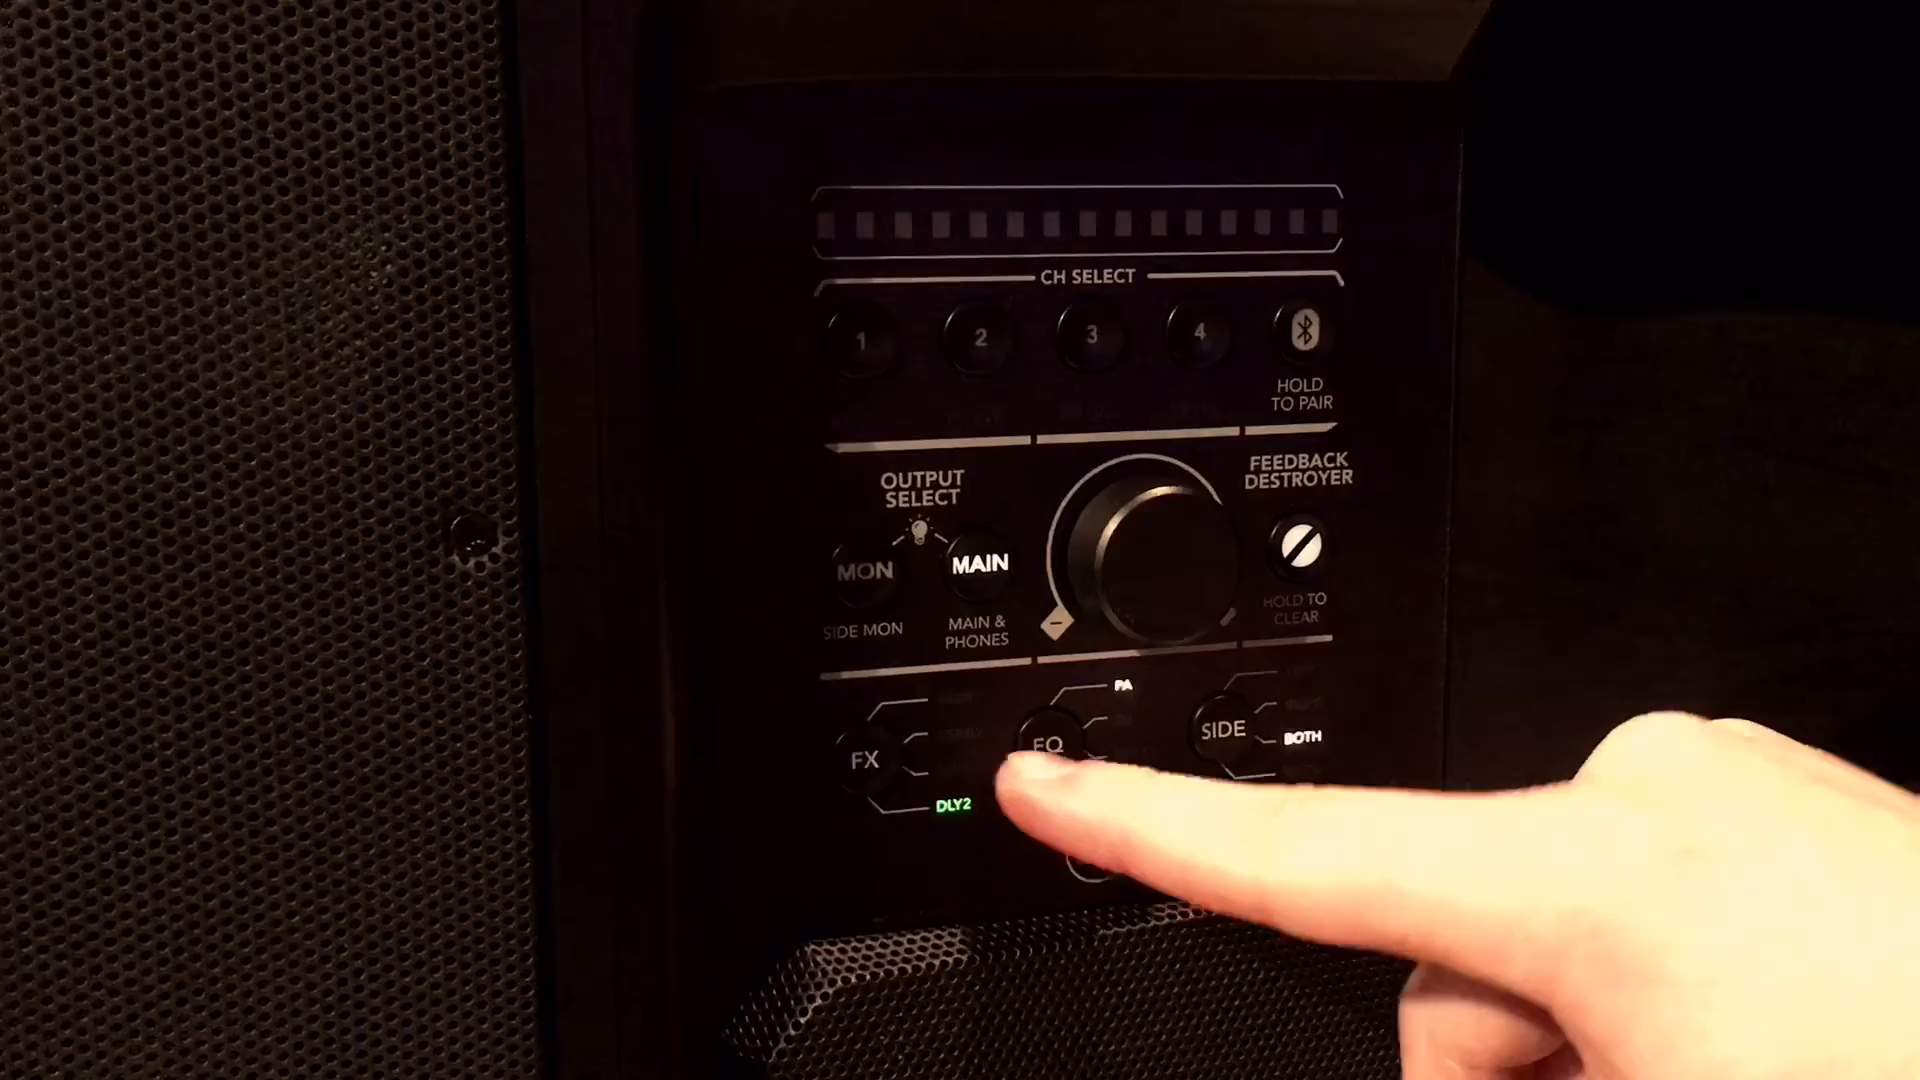 CH SELECT
1 2 3 4
HOLD
TO PAIR
OUTPUT
SELECT
FEEDBACK
DESTROYER
MON MAIN
SIDE MON
MAIN &
PHONES
HOLD TO
CLEAR
PA
FX EQ SIDE BOTH
DLY2